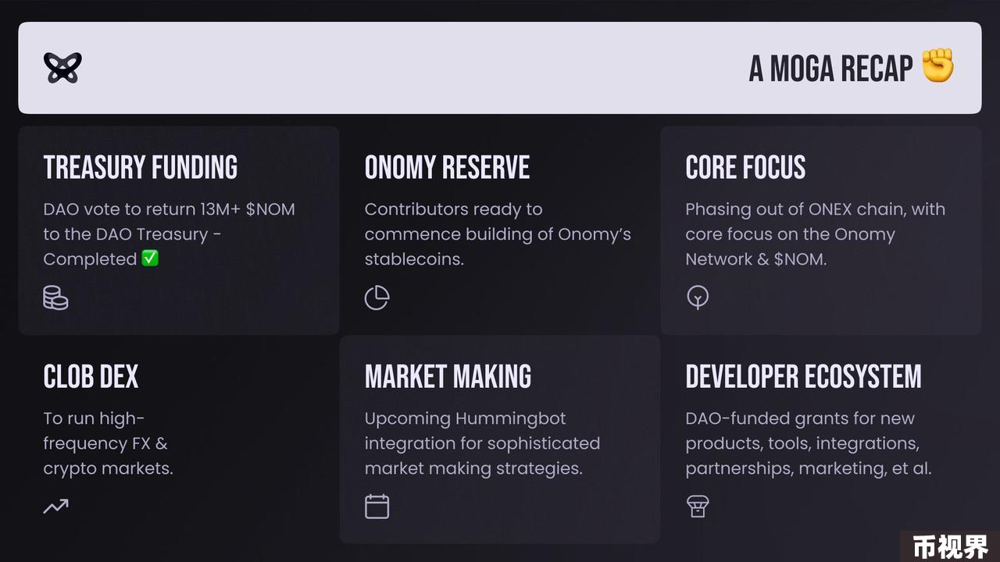 A MOGA RECAP ✊
TREASURY FUNDING
DAO vote to return 13M+ $NOM
to the DAO Treasury -
Completed ✅
ONOMY RESERVE
Contributors ready to
commence building of Onomy’s
stablecoins.
CORE FOCUS
Phasing out of ONEX chain, with
core focus on the Onomy
Network & $NOM.
CLOB DEX
To run high-
frequency FX &
crypto markets.
MARKET MAKING
Upcoming Hummingbot
integration for sophisticated
market making strategies.
DEVELOPER ECOSYSTEM
DAO-funded grants for new
products, tools, integrations,
partnerships, marketing, et al.
币视界